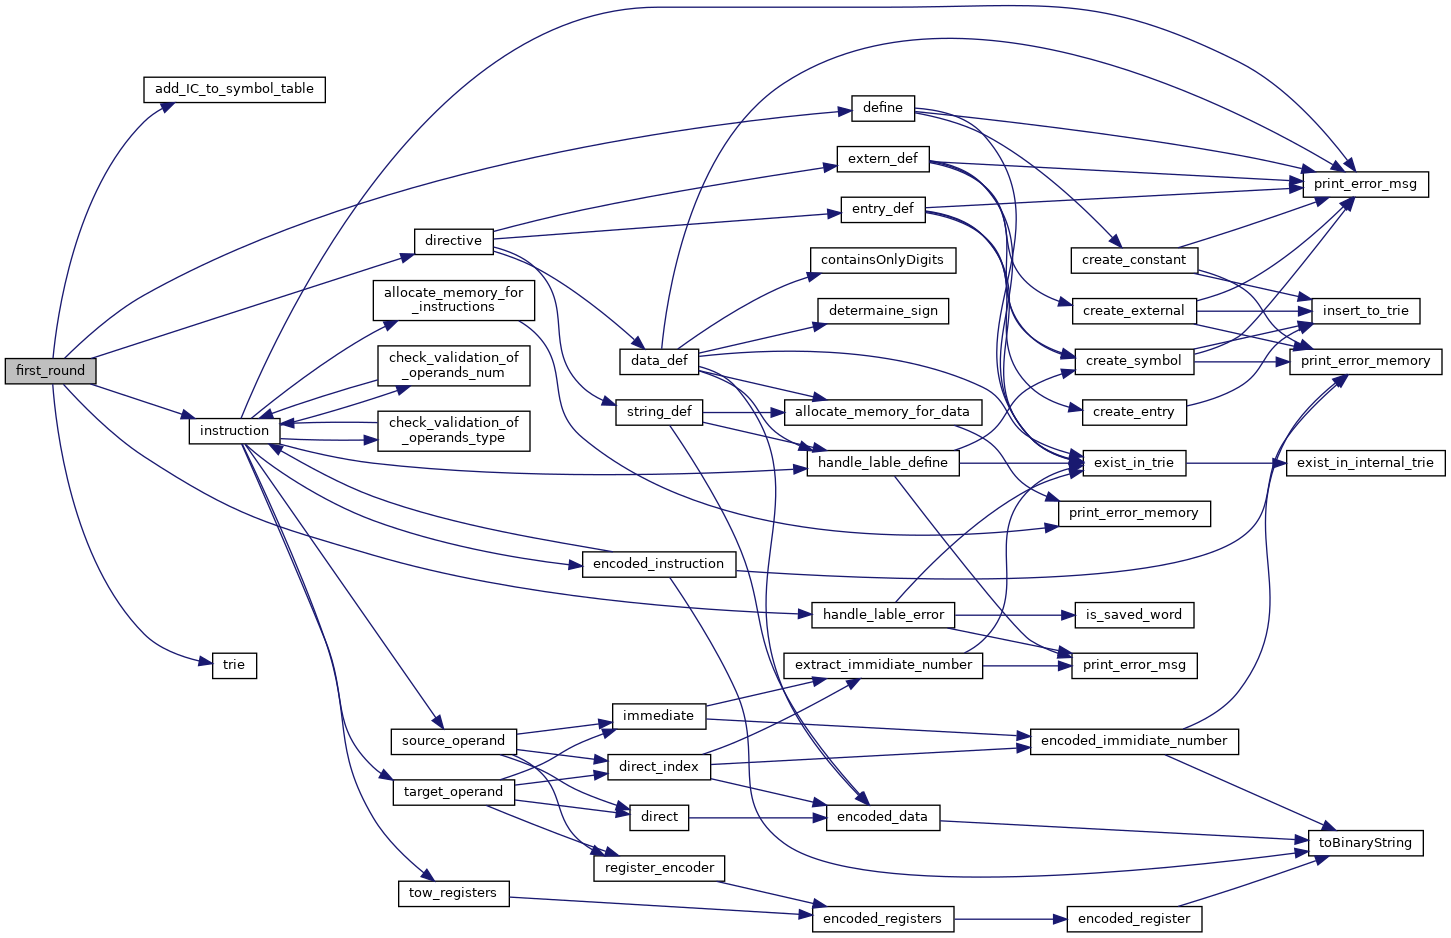 first_round
add_IC_to_symbol_table
directive
instruction
trie
allocate_memory_for
_instructions
check_validation_of
_operands_num
check_validation_of
_operands_type
source_operand
target_operand
tow_registers
data_def
string_def
encoded_instruction
immediate
direct_index
direct
register_encoder
define
extern_def
entry_def
containsOnlyDigits
determaine_sign
allocate_memory_for_data
handle_lable_define
handle_lable_error
extract_immidiate_number
encoded_data
encoded_registers
create_constant
create_external
create_symbol
create_entry
exist_in_trie
print_error_memory
is_saved_word
print_error_msg
encoded_immidiate_number
encoded_register
print_error_msg
insert_to_trie
print_error_memory
exist_in_internal_trie
toBinaryString